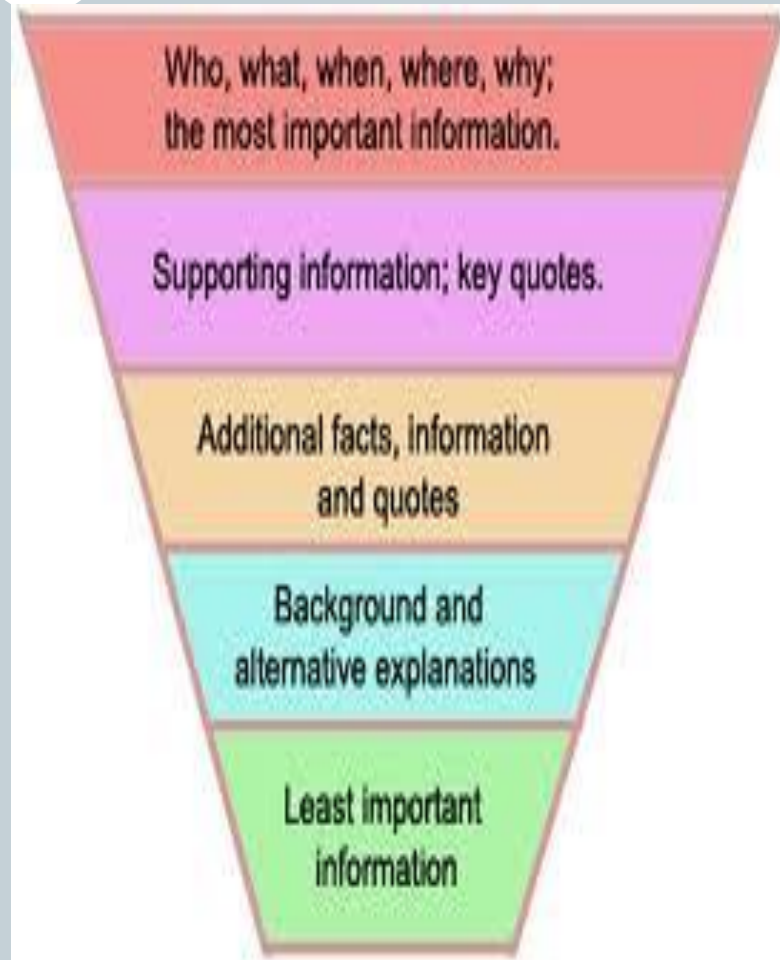 Who, what, when, where, why;
the most important information.
Supporting information; key quotes.
Additional facts, information
and quotes
Background and
alternative explanations
Least important
information